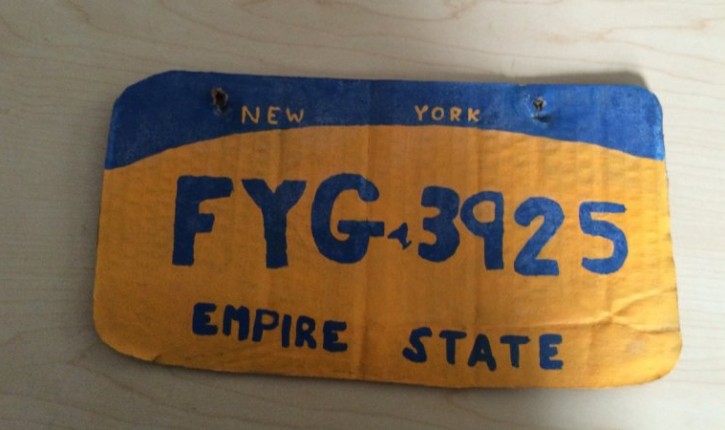 NEW YORK
FYG 3925
EMPIRE STATE